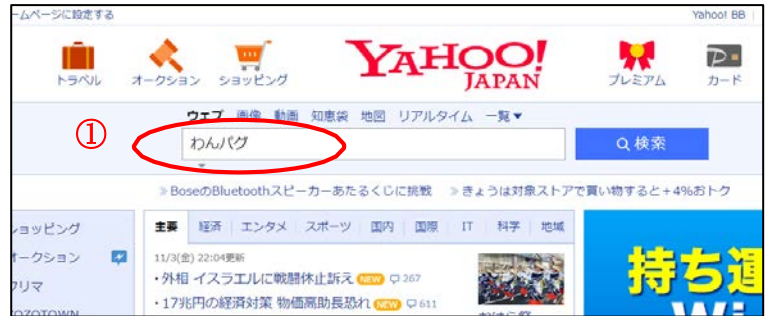 ームページに設定する
Yahoo! BB
トラベル オークション ショッピング YAHOO! JAPAN プレミアム カード
① ウェブ 画像 動画 知恵袋 地図 リアルタイム 一覧▼
わんパグ 検索
BoseのBluetoothスピーカーあたるくじに挑戦 きょうは対象ストアで買い物すると+4%おトク
ョッピング 主要 経済 エンタメ スポーツ 国内 国際 IT 科学 地域
ークション 11/3(金) 22:04更新
フリマ ・外相 イスラエルに戦闘休止訴え NEW 267
OZOTOWN ・17兆円の経済対策 物価高助長恐れ NEW 611
持ち運